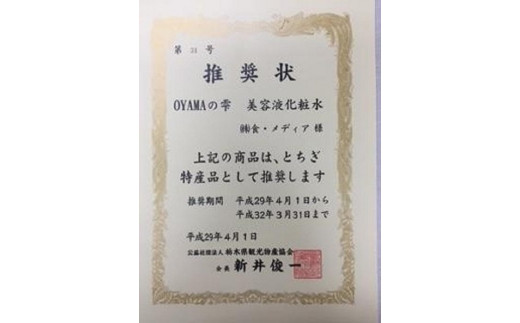 第 31 号
推奨状
OYAMAの雫 美容液化粧水
㈱食・メディア 様
上記の商品は、とちぎ
特産品として推奨します
推奨期間 平成29年4月1日から
平成32年3月31日まで
平成29年4月1日
公益社団法人 栃木県観光物産協会
会長 新井俊一